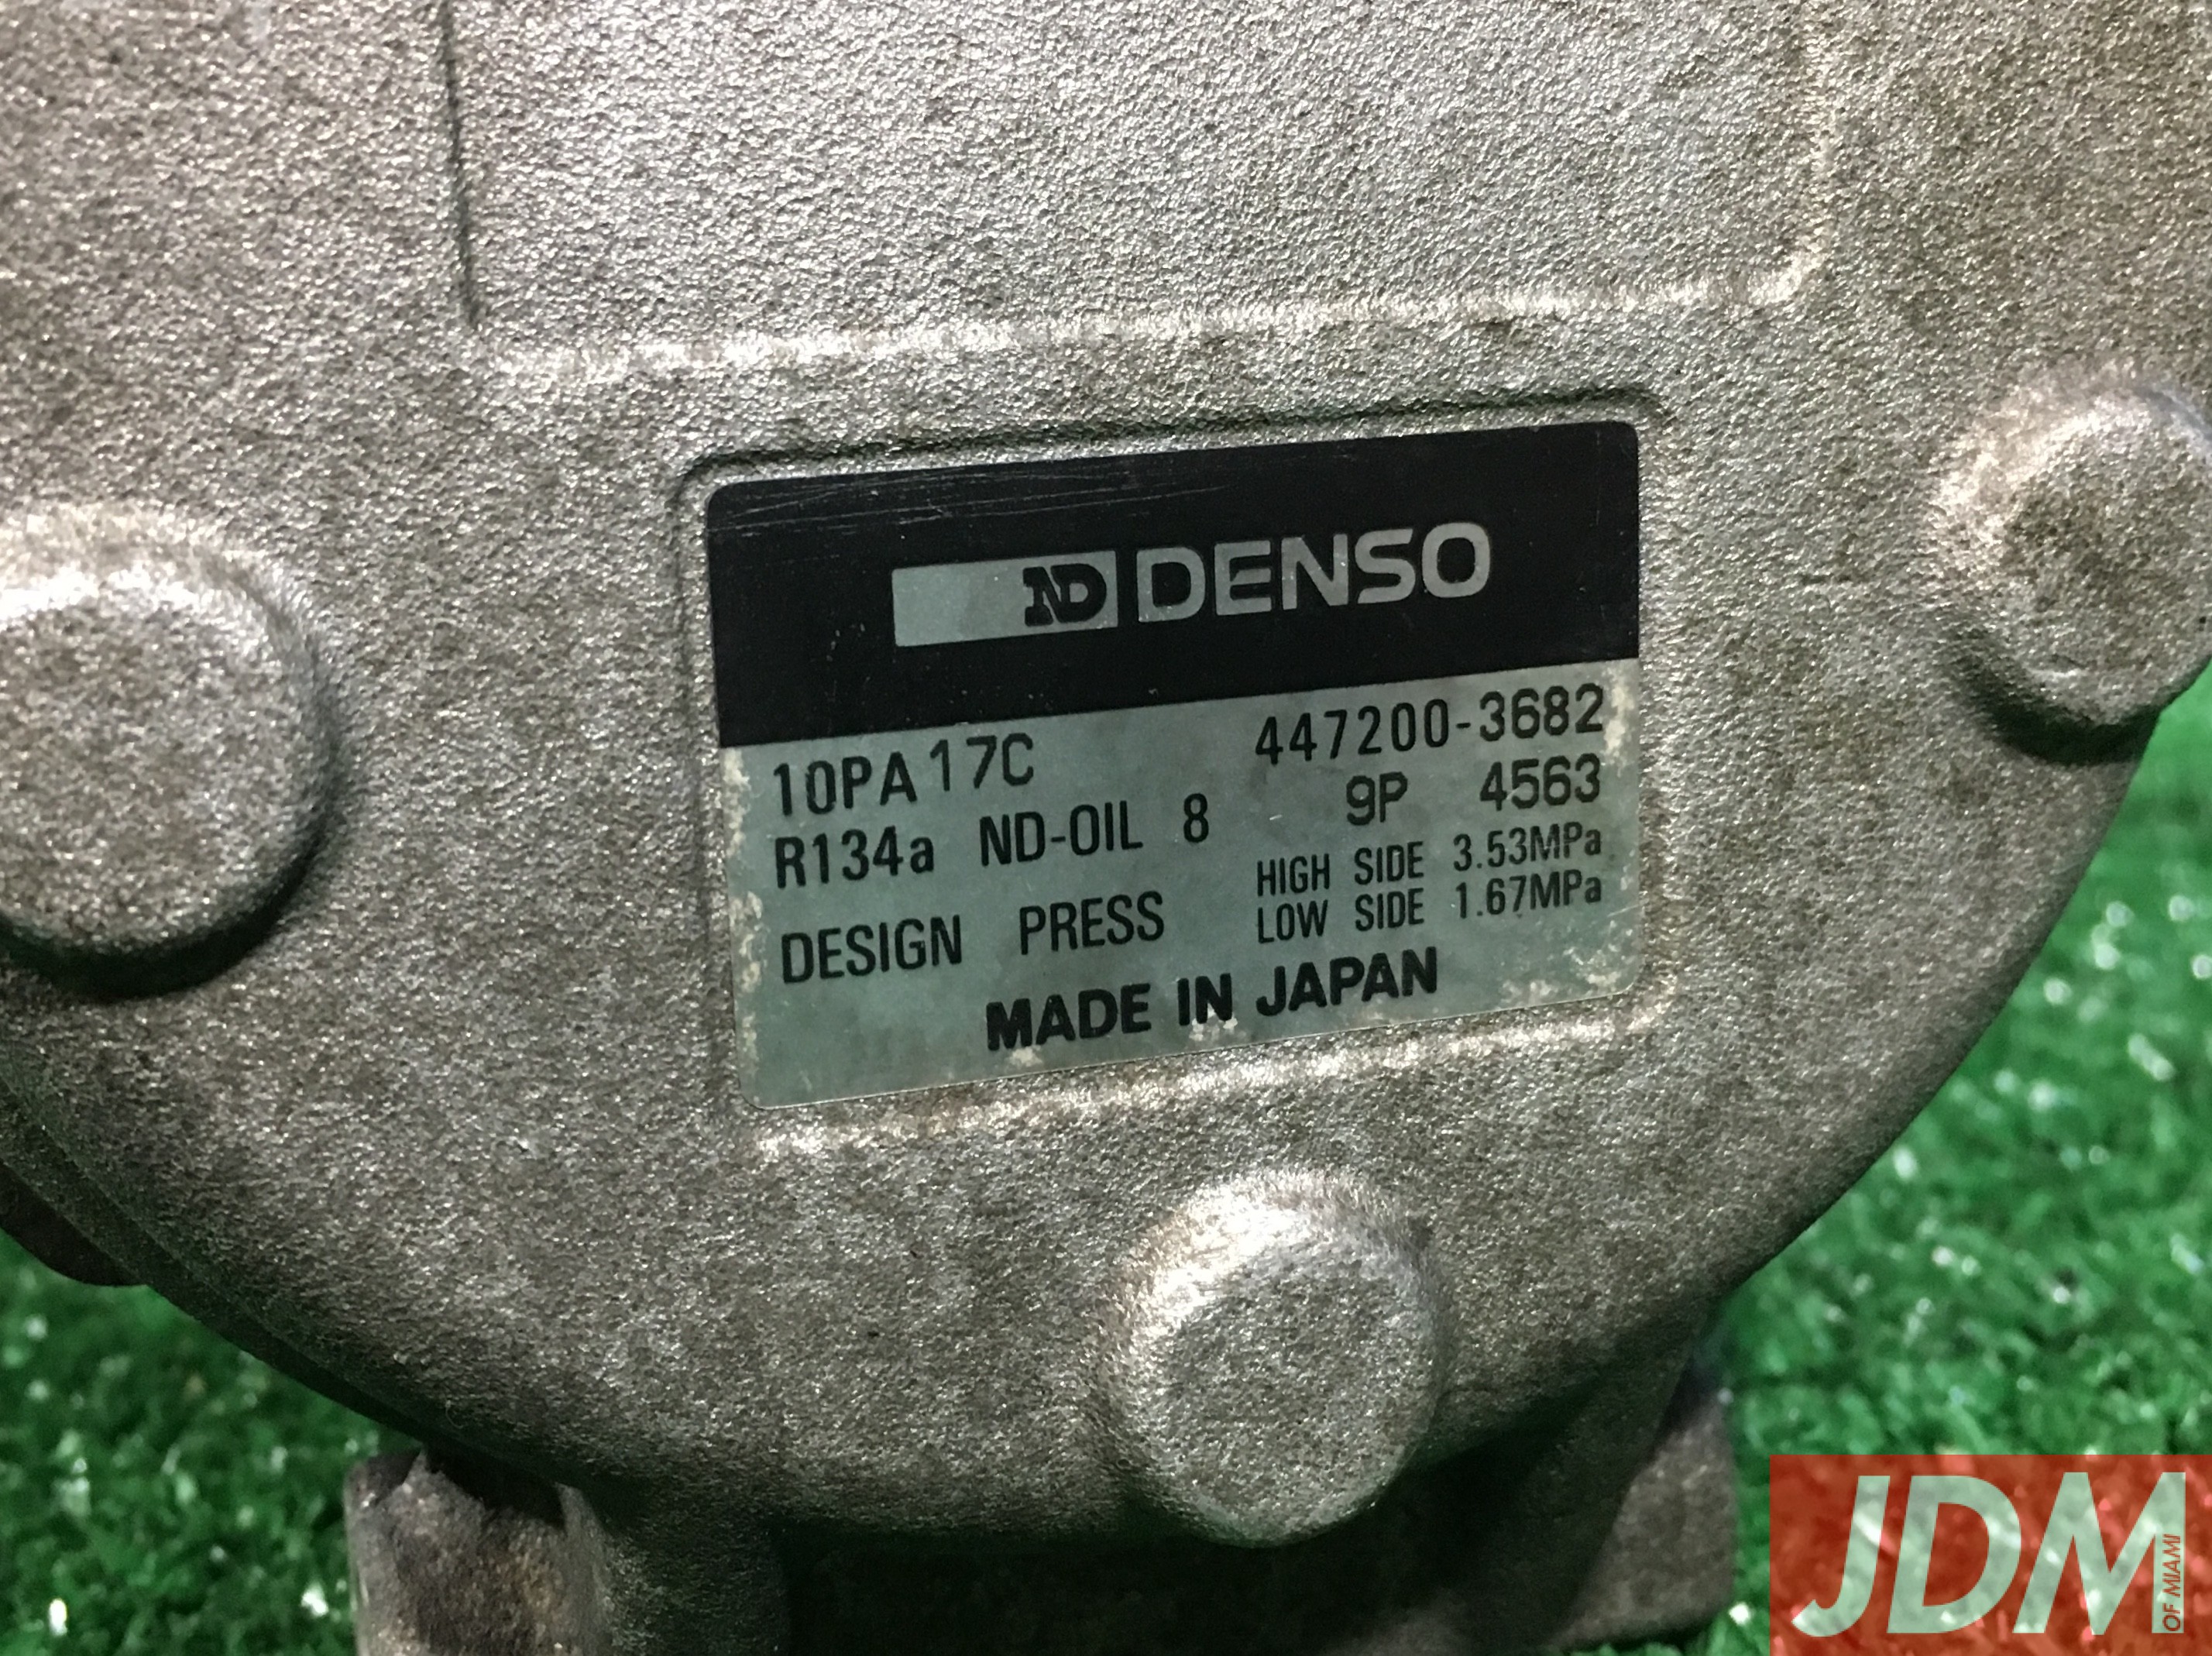 ND DENSO
10PA17C 447200-3682
R134a ND-OIL 8 9P 4563
DESIGN PRESS HIGH SIDE 3.53MPa
LOW SIDE 1.67MPa
MADE IN JAPAN
JDM
OF MIAMI